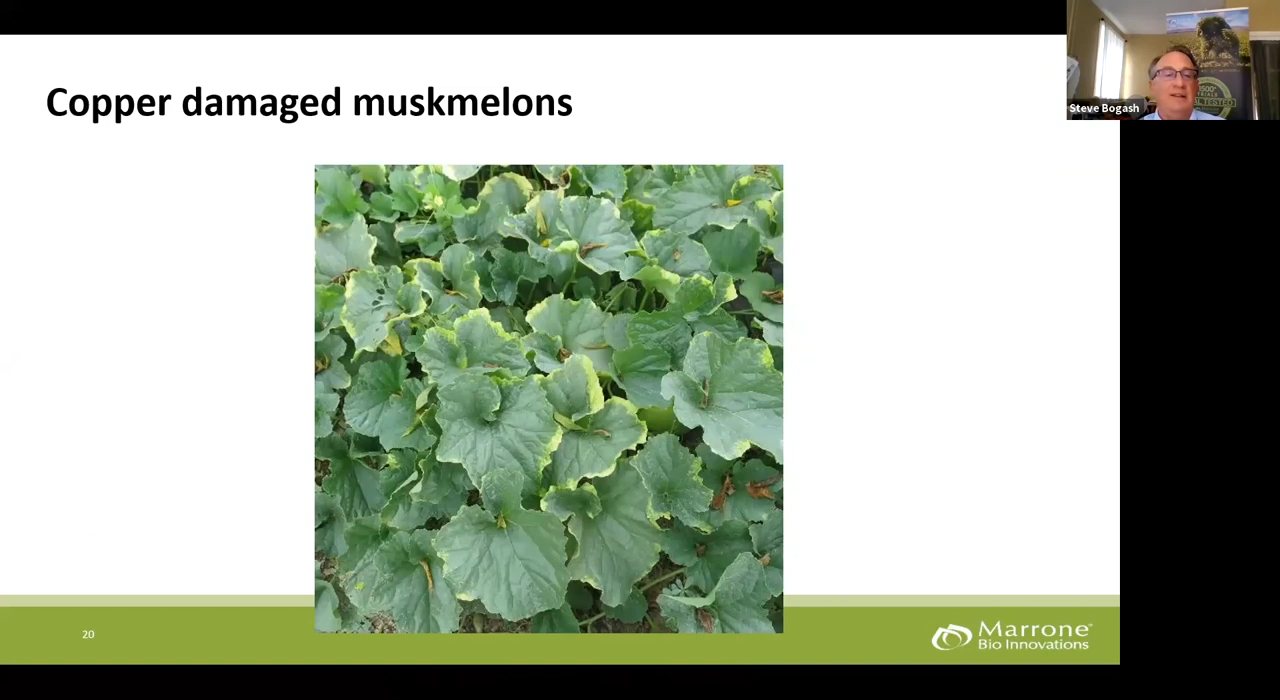 Copper damaged muskmelons
Steve Bogash
20
Marrone
Bio Innovations